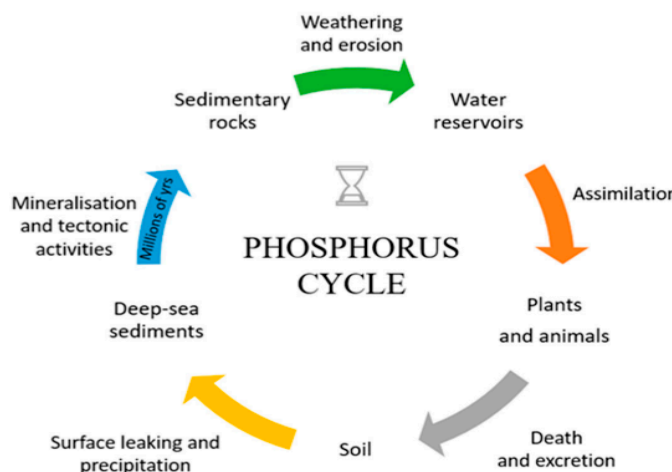 Weathering
and erosion
Sedimentary
rocks
Water
reservoirs
Assimilation
Mineralisation
and tectonic
activities
Millions of yrs
PHOSPHORUS
CYCLE
Deep-sea
sediments
Plants
and animals
Surface leaking and
precipitation
Soil
Death
and excretion